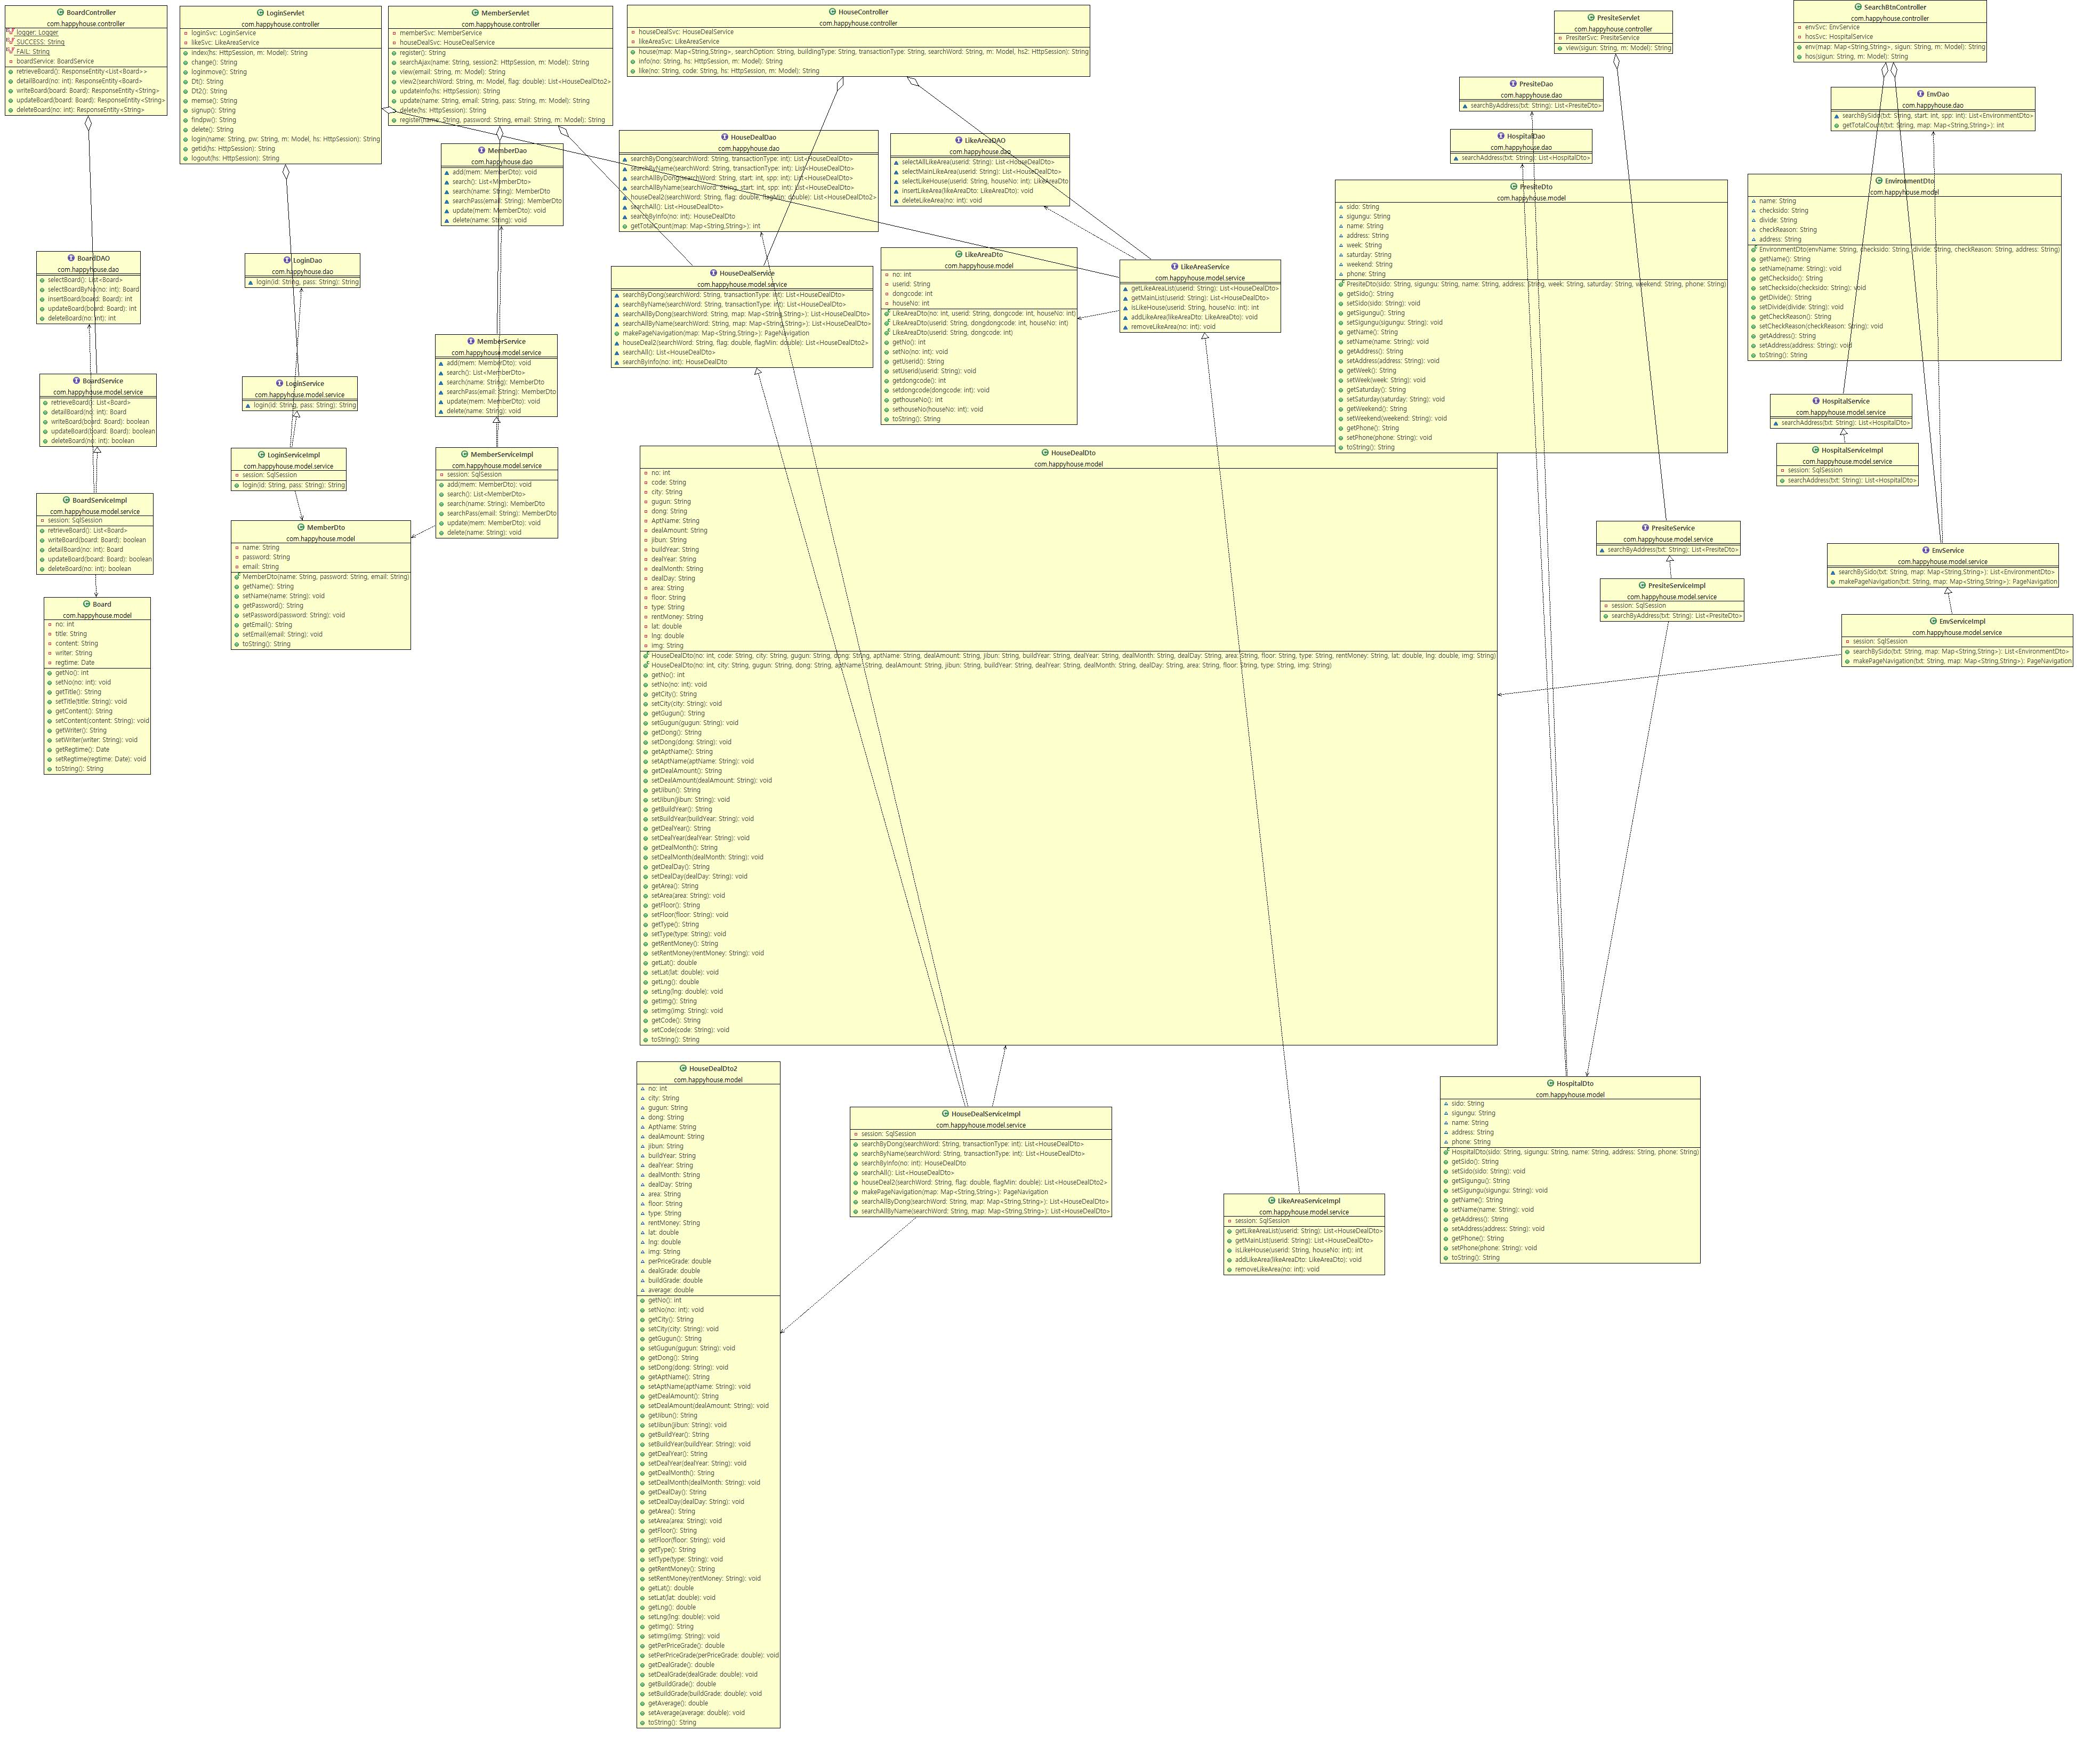 BoardController
com.happyhouse.controller
logger: Logger
SUCCESS: String
FAIL: String
boardService: BoardService
retrieveBoard(): ResponseEntity<List<Board>>
detailBoard(no: int): ResponseEntity<Board>
writeBoard(board: Board): ResponseEntity<String>
updateBoard(board: Board): ResponseEntity<String>
deleteBoard(no: int): ResponseEntity<String>
LoginServlet
com.happyhouse.controller
loginSvc: LoginService
likeSvc: LikeAreaService
index(hs: HttpSession, m: Model): String
change(): String
loginmove(): String
Dt(): String
Dt2(): String
memse(): String
signup(): String
findpw(): String
delete(): String
login(name: String, pw: String, m: Model, hs: HttpSession): String
getId(hs: HttpSession): String
logout(hs: HttpSession): String
MemberServlet
com.happyhouse.controller
memberSvc: MemberService
houseDealSvc: HouseDealService
register(): String
searchAjax(name: String, session2: HttpSession, m: Model): String
view(email: String, m: Model): String
view2(searchWord: String, m: Model, flag: double): List<HouseDealDto2>
updateinfo(hs: HttpSession): String
update(name: String, email: String, pass: String, m: Model): String
delete(hs: HttpSession): String
register(name: String, password: String, email: String, m: Model): String
HouseController
com.happyhouse.controller
houseDealSvc: HouseDealService
likeAreaSvc: LikeAreaService
house(map: Map<String,String>, searchOption: String, buildingType: String, transactionType: String, searchWord: String, m: Model, hs2: HttpSession): String
info(no: String, hs: HttpSession, m: Model): String
like(no: String, code: String, hs: HttpSession, m: Model): String
PresiteServlet
com.happyhouse.controller
PresiterSvc: PresiteService
view(sigun: String, m: Model): String
SearchBtnController
com.happyhouse.controller
envSvc: EnvService
hosSvc: HospitalService
env(map: Map<String,String>, sigun: String, m: Model): String
hos(sigun: String, m: Model): String
PresiteDao
com.happyhouse.dao
searchByAddress(txt: String): List<PresiteDto>
HospitalDao
com.happyhouse.dao
searchAddress(txt: String): List<HospitalDto>
EnvDao
com.happyhouse.dao
searchBySido(txt: String, start: int, spp: int): List<EnvironmentDto>
getTotalCount(txt: String, map: Map<String,String>): int
MemberDao
com.happyhouse.dao
add(mem: MemberDto): void
search(): List<MemberDto>
search(name: String): MemberDto
searchPass(email: String): MemberDto
update(mem: MemberDto): void
delete(name: String): void
HouseDealDao
com.happyhouse.dao
searchByDong(searchWord: String, transactionType: int): List<HouseDealDto>
searchByName(searchWord: String, transactionType: int): List<HouseDealDto>
searchAllByDong(searchWord: String, start: int, spp: int): List<HouseDealDto>
searchAllByName(searchWord: String, start: int, spp: int): List<HouseDealDto>
houseDeal2(searchWord: String, flag: double, flagMin: double): List<HouseDealDto2>
searchAll(): List<HouseDealDto>
searchByInfo(no: int): HouseDealDto
getTotalCount(map: Map<String,String>): int
LikeAreaDAO
com.happyhouse.dao
selectAllLikeArea(userid: String): List<HouseDealDto>
selectMainLikeArea(userid: String): List<HouseDealDto>
selectLikeHouse(userid: String, houseNo: int): LikeAreaDto
insertLikeArea(likeAreaDto: LikeAreaDto): void
deleteLikeArea(no: int): void
PresiteDto
com.happyhouse.model
sido: String
sigungu: String
name: String
address: String
week: String
saturday: String
weekend: String
phone: String
PresiteDto(sido: String, sigungu: String, name: String, address: String, week: String, saturday: String, weekend: String, phone: String)
getSido(): String
setSido(sido: String): void
getSigungu(): String
setSigungu(sigungu: String): void
getName(): String
setName(name: String): void
getAddress(): String
setAddress(address: String): void
getWeek(): String
setWeek(week: String): void
getSaturday(): String
setSaturday(saturday: String): void
getWeekend(): String
setWeekend(weekend: String): void
getPhone(): String
setPhone(phone: String): void
toString(): String
EnvironmentDto
com.happyhouse.model
name: String
checksido: String
divide: String
checkReason: String
address: String
EnvironmentDto(envName: String, checksido: String, divide: String, checkReason: String, address: String)
getName(): String
setName(name: String): void
getChecksido(): String
setChecksido(checksido: String): void
getDivide(): String
setDivide(divide: String): void
getCheckReason(): String
setCheckReason(checkReason: String): void
getAddress(): String
setAddress(address: String): void
toString(): String
BoardDAO
com.happyhouse.dao
selectBoard(): List<Board>
selectBoardByNo(no: int): Board
insertBoard(board: Board): int
updateBoard(board: Board): int
deleteBoard(no: int): int
LoginDao
com.happyhouse.dao
login(id: String, pass: String): String
HouseDealService
com.happyhouse.model.service
searchByDong(searchWord: String, transactionType: int): List<HouseDealDto>
searchByName(searchWord: String, transactionType: int): List<HouseDealDto>
searchAllByDong(searchWord: String, map: Map<String,String>): List<HouseDealDto>
searchAllByName(searchWord: String, map: Map<String,String>): List<HouseDealDto>
makePageNavigation(map: Map<String,String>): PageNavigation
houseDeal2(searchWord: String, flag: double, flagMin: double): List<HouseDealDto2>
searchAll(): List<HouseDealDto>
searchByInfo(no: int): HouseDealDto
LikeAreaDto
com.happyhouse.model
no: int
userid: String
dongcode: int
houseNo: int
LikeAreaDto(no: int, userid: String, dongcode: int, houseNo: int)
LikeAreaDto(userid: String, dongdongcode: int, houseNo: int)
LikeAreaDto(userid: String, dongcode: int)
getNo(): int
setNo(no: int): void
getUserid(): String
setUserid(userid: String): void
getdongcode(): int
setdongcode(dongcode: int): void
gethouseNo(): int
sethouseNo(houseNo: int): void
toString(): String
LikeAreaService
com.happyhouse.model.service
getLikeAreaList(userid: String): List<HouseDealDto>
getMainList(userid: String): List<HouseDealDto>
isLikeHouse(userid: String, houseNo: int): int
addLikeArea(likeAreaDto: LikeAreaDto): void
removeLikeArea(no: int): void
BoardService
com.happyhouse.model.service
retrieveBoard(): List<Board>
detailBoard(no: int): Board
writeBoard(board: Board): boolean
updateBoard(board: Board): boolean
deleteBoard(no: int): boolean
LoginService
com.happyhouse.model.service
login(id: String, pass: String): String
MemberService
com.happyhouse.model.service
add(mem: MemberDto): void
search(): List<MemberDto>
search(name: String): MemberDto
searchPass(email: String): MemberDto
update(mem: MemberDto): void
delete(name: String): void
HospitalService
com.happyhouse.model.service
searchAddress(txt: String): List<HospitalDto>
HospitalServiceImpl
com.happyhouse.model.service
session: SqlSession
searchAddress(txt: String): List<HospitalDto>
LoginServiceImpl
com.happyhouse.model.service
session: SqlSession
login(id: String, pass: String): String
MemberServiceImpl
com.happyhouse.model.service
session: SqlSession
add(mem: MemberDto): void
search(): List<MemberDto>
search(name: String): MemberDto
searchPass(email: String): MemberDto
update(mem: MemberDto): void
delete(name: String): void
HouseDealDto
com.happyhouse.model
no: int
code: String
city: String
gugun: String
dong: String
AptName: String
dealAmount: String
jibun: String
buildYear: String
dealYear: String
dealMonth: String
dealDay: String
area: String
floor: String
type: String
rentMoney: String
lat: double
lng: double
img: String
HouseDealDto(no: int, code: String, city: String, gugun: String, dong: String, aptName: String, dealAmount: String, jibun: String, buildYear: String, dealYear: String, dealMonth: String, dealDay: String, area: String, floor: String, type: String, rentMoney: String, lat: double, lng: double, img: String)
HouseDealDto(no: int, city: String, gugun: String, dong: String, aptName: String, dealAmount: String, jibun: String, buildYear: String, dealYear: String, dealMonth: String, dealDay: String, area: String, floor: String, type: String, img: String)
getNo(): int
setNo(no: int): void
getCity(): String
setCity(city: String): void
getGugun(): String
setGugun(gugun: String): void
getDong(): String
setDong(dong: String): void
getAptName(): String
setAptName(aptName: String): void
getDealAmount(): String
setDealAmount(dealAmount: String): void
getJibun(): String
setJibun(jibun: String): void
getBuildYear(): String
setBuildYear(buildYear: String): void
getDealYear(): String
setDealYear(dealYear: String): void
getDealMonth(): String
setDealMonth(dealMonth: String): void
getDealDay(): String
setDealDay(dealDay: String): void
getArea(): String
setArea(area: String): void
getFloor(): String
setFloor(floor: String): void
getType(): String
setType(type: String): void
getRentMoney(): String
setRentMoney(rentMoney: String): void
getLat(): double
setLat(lat: double): void
getLng(): double
setLng(lng: double): void
getImg(): String
setImg(img: String): void
getCode(): String
setCode(code: String): void
toString(): String
BoardServiceImpl
com.happyhouse.model.service
session: SqlSession
retrieveBoard(): List<Board>
writeBoard(board: Board): boolean
detailBoard(no: int): Board
updateBoard(board: Board): boolean
deleteBoard(no: int): boolean
MemberDto
com.happyhouse.model
name: String
password: String
email: String
MemberDto(name: String, password: String, email: String)
getName(): String
setName(name: String): void
getPassword(): String
setPassword(password: String): void
getEmail(): String
setEmail(email: String): void
toString(): String
PresiteService
com.happyhouse.model.service
searchByAddress(txt: String): List<PresiteDto>
PresiteServiceImpl
com.happyhouse.model.service
session: SqlSession
searchByAddress(txt: String): List<PresiteDto>
EnvService
com.happyhouse.model.service
searchBySido(txt: String, map: Map<String,String>): List<EnvironmentDto>
makePageNavigation(txt: String, map: Map<String,String>): PageNavigation
EnvServiceImpl
com.happyhouse.model.service
session: SqlSession
searchBySido(txt: String, map: Map<String,String>): List<EnvironmentDto>
makePageNavigation(txt: String, map: Map<String,String>): PageNavigation
Board
com.happyhouse.model
no: int
title: String
content: String
writer: String
regtime: Date
getNo(): int
setNo(no: int): void
getTitle(): String
setTitle(title: String): void
getContent(): String
setContent(content: String): void
getWriter(): String
setWriter(writer: String): void
getRegtime(): Date
setRegtime(regtime: Date): void
toString(): String
HouseDealDto2
com.happyhouse.model
no: int
city: String
gugun: String
dong: String
AptName: String
dealAmount: String
jibun: String
buildYear: String
dealYear: String
dealMonth: String
dealDay: String
area: String
floor: String
type: String
rentMoney: String
lat: double
lng: double
img: String
perPriceGrade: double
dealGrade: double
buildGrade: double
average: double
getNo(): int
setNo(no: int): void
getCity(): String
setCity(city: String): void
getGugun(): String
setGugun(gugun: String): void
getDong(): String
setDong(dong: String): void
getAptName(): String
setAptName(aptName: String): void
getDealAmount(): String
setDealAmount(dealAmount: String): void
getJibun(): String
setJibun(jibun: String): void
getBuildYear(): String
setBuildYear(buildYear: String): void
getDealYear(): String
setDealYear(dealYear: String): void
getDealMonth(): String
setDealMonth(dealMonth: String): void
getDealDay(): String
setDealDay(dealDay: String): void
getArea(): String
setArea(area: String): void
getFloor(): String
setFloor(floor: String): void
getType(): String
setType(type: String): void
getRentMoney(): String
setRentMoney(rentMoney: String): void
getLat(): double
setLat(lat: double): void
getLng(): double
setLng(lng: double): void
getImg(): String
setImg(img: String): void
getPerPriceGrade(): double
setPerPriceGrade(perPriceGrade: double): void
getDealGrade(): double
setDealGrade(dealGrade: double): void
getBuildGrade(): double
setBuildGrade(buildGrade: double): void
getAverage(): double
setAverage(average: double): void
toString(): String
HouseDealServiceImpl
com.happyhouse.model.service
session: SqlSession
searchByDong(searchWord: String, transactionType: int): List<HouseDealDto>
searchByName(searchWord: String, transactionType: int): List<HouseDealDto>
searchByInfo(no: int): HouseDealDto
searchAll(): List<HouseDealDto>
houseDeal2(searchWord: String, flag: double, flagMin: double): List<HouseDealDto2>
makePageNavigation(map: Map<String,String>): PageNavigation
searchAllByDong(searchWord: String, map: Map<String,String>): List<HouseDealDto>
searchAllByName(searchWord: String, map: Map<String,String>): List<HouseDealDto>
LikeAreaServiceImpl
com.happyhouse.model.service
session: SqlSession
getLikeAreaList(userid: String): List<HouseDealDto>
getMainList(userid: String): List<HouseDealDto>
isLikeHouse(userid: String, houseNo: int): int
addLikeArea(likeAreaDto: LikeAreaDto): void
removeLikeArea(no: int): void
HospitalDto
com.happyhouse.model
sido: String
sigungu: String
name: String
address: String
phone: String
HospitalDto(sido: String, sigungu: String, name: String, address: String, phone: String)
getSido(): String
setSido(sido: String): void
getSigungu(): String
setSigungu(sigungu: String): void
getName(): String
setName(name: String): void
getAddress(): String
setAddress(address: String): void
getPhone(): String
setPhone(phone: String): void
toString(): String